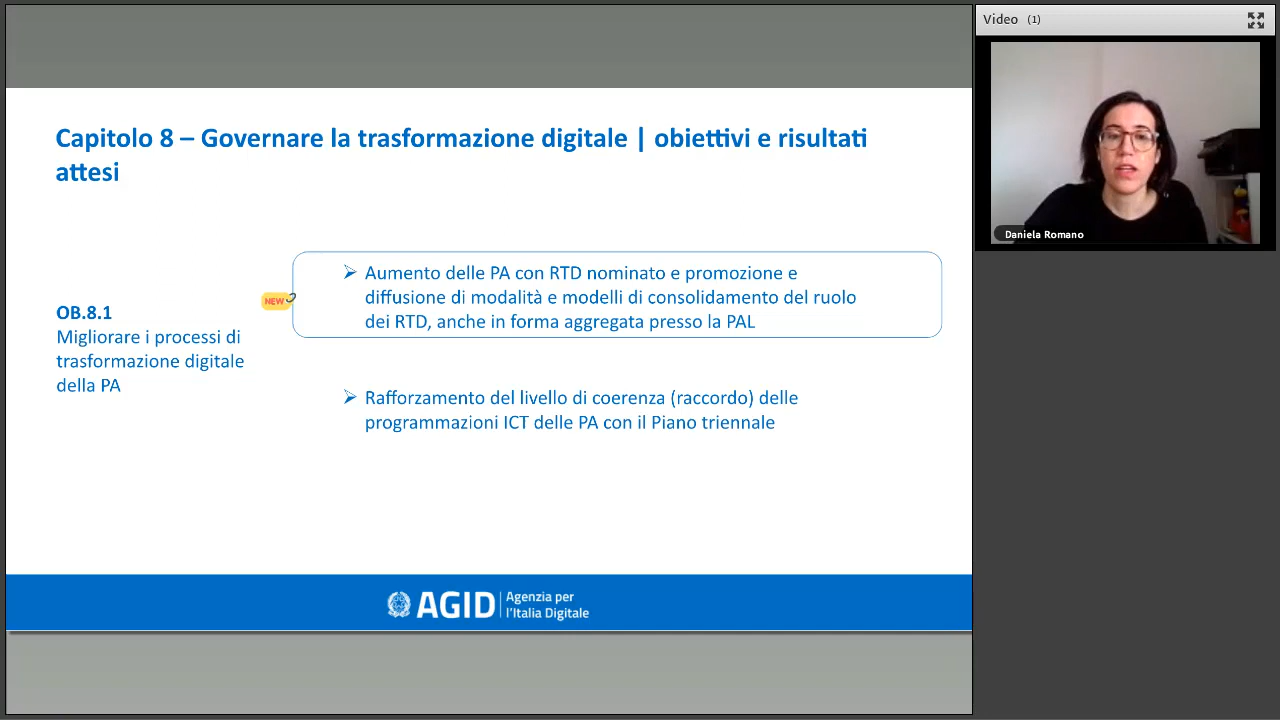 Capitolo 8 – Governare la trasformazione digitale | obiettivi e risultati
attesi
OB.8.1
Migliorare i processi di
trasformazione digitale
della PA
NEW
➢ Aumento delle PA con RTD nominato e promozione e
diffusione di modalità e modelli di consolidamento del ruolo
dei RTD, anche in forma aggregata presso la PAL
➢ Rafforzamento del livello di coerenza (raccordo) delle
programmazioni ICT delle PA con il Piano triennale
AGID
Agenzia per
l'Italia Digitale
Video (1)
Daniela Romano